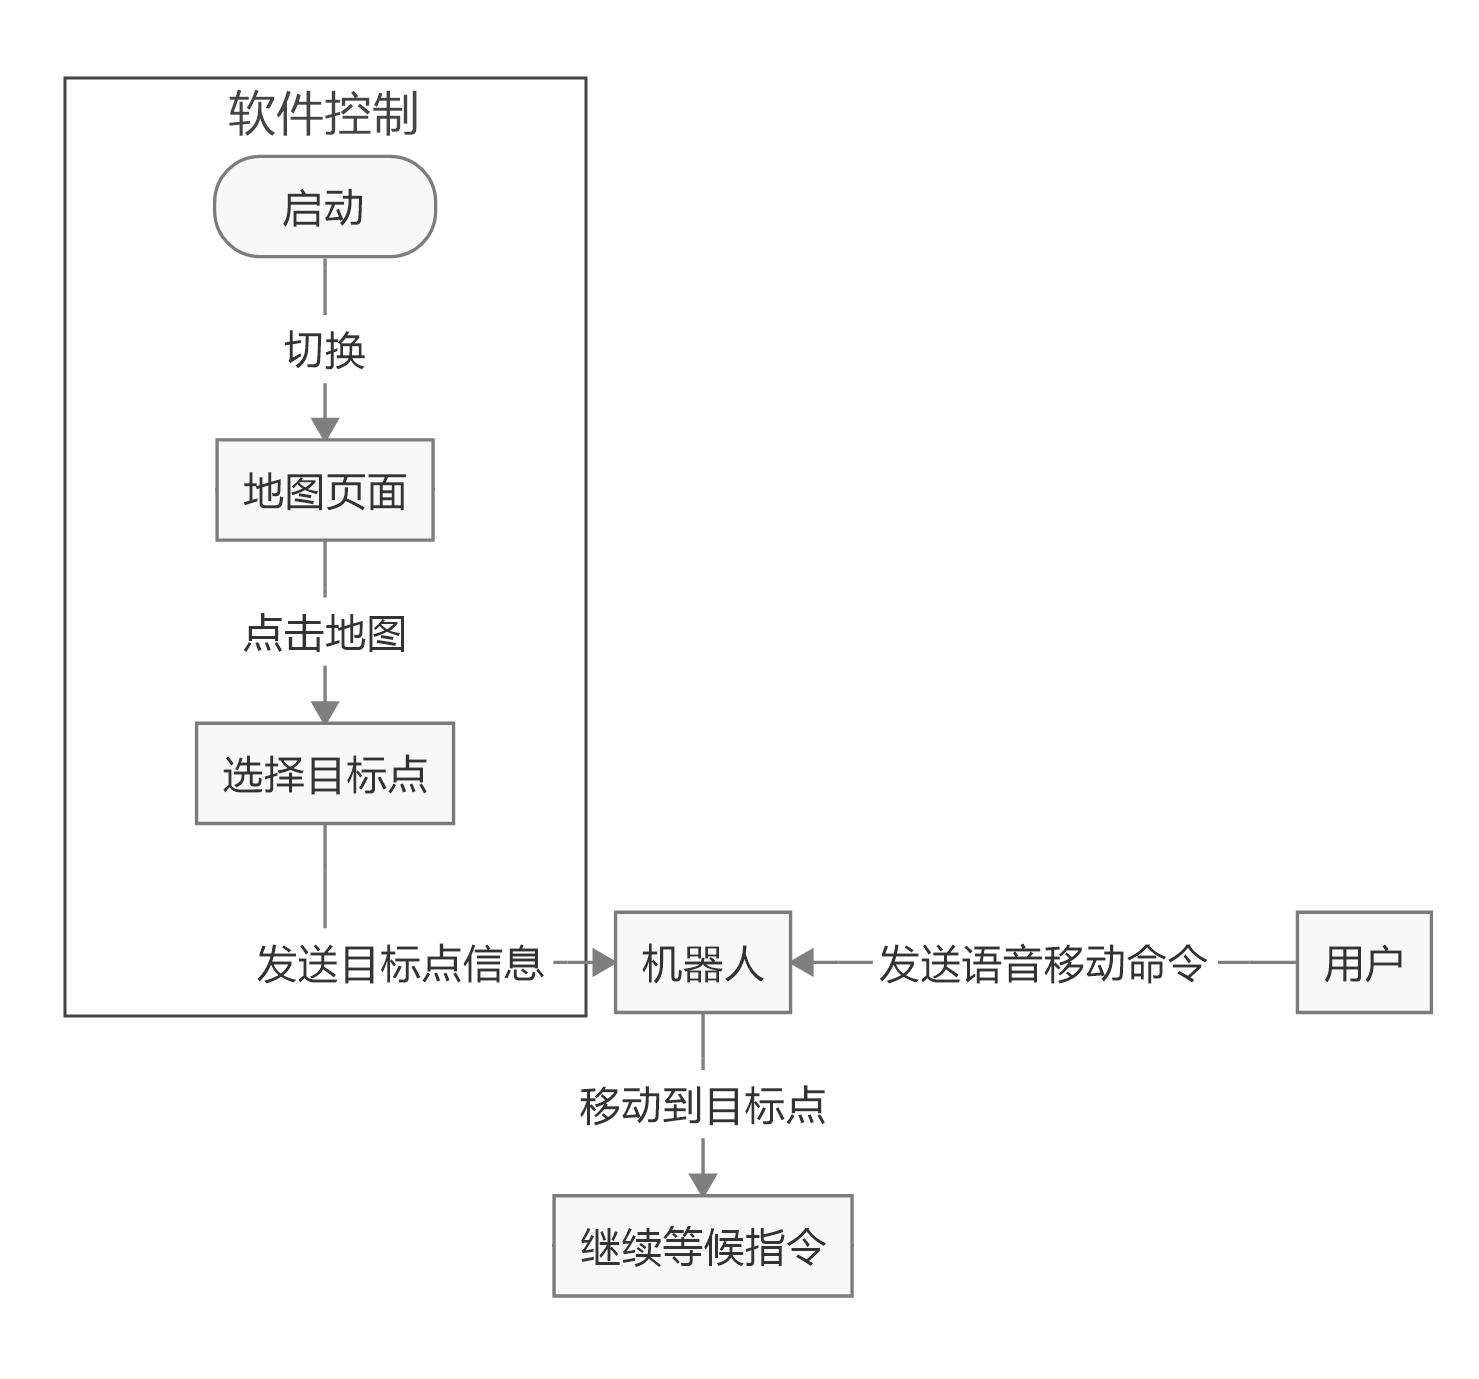 软件控制
启动
切换
地图页面
点击地图
选择目标点
发送目标点信息
机器人
发送语音移动命令
用户
移动到目标点
继续等候指令